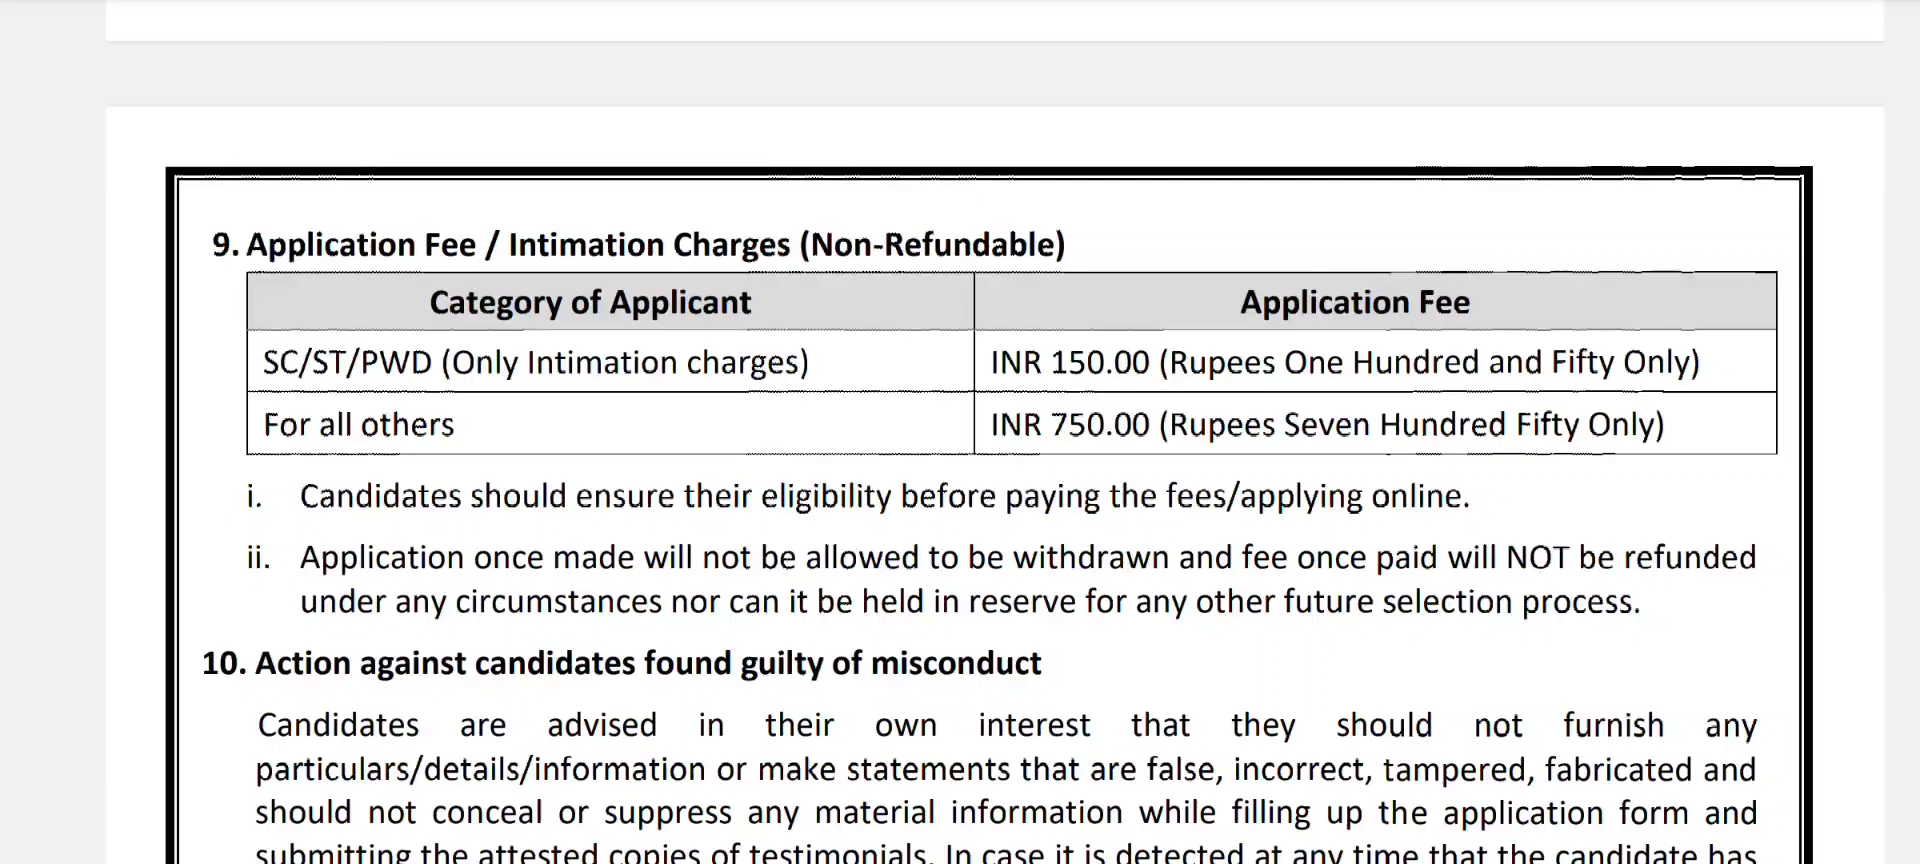 9. Application Fee / Intimation Charges (Non-Refundable)
Category of Applicant Application Fee
SC/ST/PWD (Only Intimation charges) INR 150.00 (Rupees One Hundred and Fifty Only)
For all others INR 750.00 (Rupees Seven Hundred Fifty Only)
i. Candidates should ensure their eligibility before paying the fees/applying online.
ii. Application once made will not be allowed to be withdrawn and fee once paid will NOT be refunded
under any circumstances nor can it be held in reserve for any other future selection process.
10. Action against candidates found guilty of misconduct
Candidates are advised in their own interest that they should not furnish any
particulars/details/information or make statements that are false, incorrect, tampered, fabricated and
should not conceal or suppress any material information while filling up the application form and
submitting the attested copies of testimonials. In case it is detected at any time that the candidate has